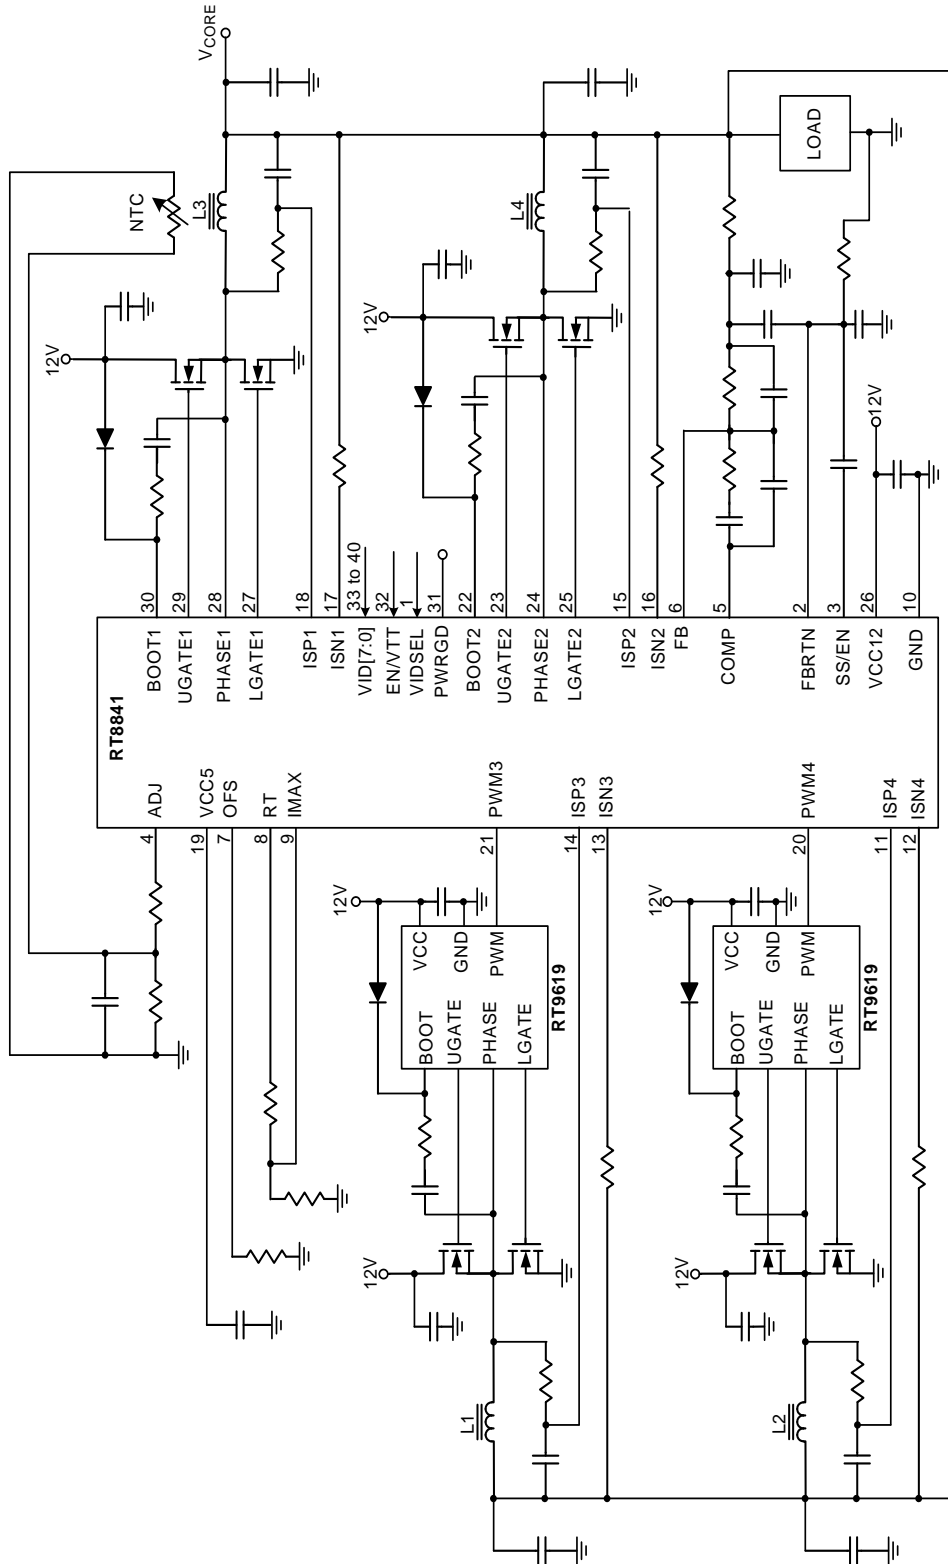 VCORE
NTC
L3
12V
30
29
28
27
18
17
33 to 40
32
1
31
22
23
24
25
15
16
6
5
2
3
26
10
BOOT1
UGATE1
PHASE1
LGATE1
ISP1
ISN1
VID[7:0]
EN/VTT
VIDSEL
PWRGD
BOOT2
UGATE2
PHASE2
LGATE2
ISP2
ISN2
FB
COMP
FBRTN
SS/EN
VCC12
GND
12V
L4
LOAD
12V
RT8841
ADJ
VCC5
OFS
RT
IMAX
PWM3
ISP3
ISN3
PWM4
ISP4
ISN4
4
19
7
8
9
21
14
13
20
11
12
12V
VCC
GND
PWM
BOOT
UGATE
PHASE
LGATE
RT9619
12V
L1
12V
VCC
GND
PWM
BOOT
UGATE
PHASE
LGATE
RT9619
12V
L2